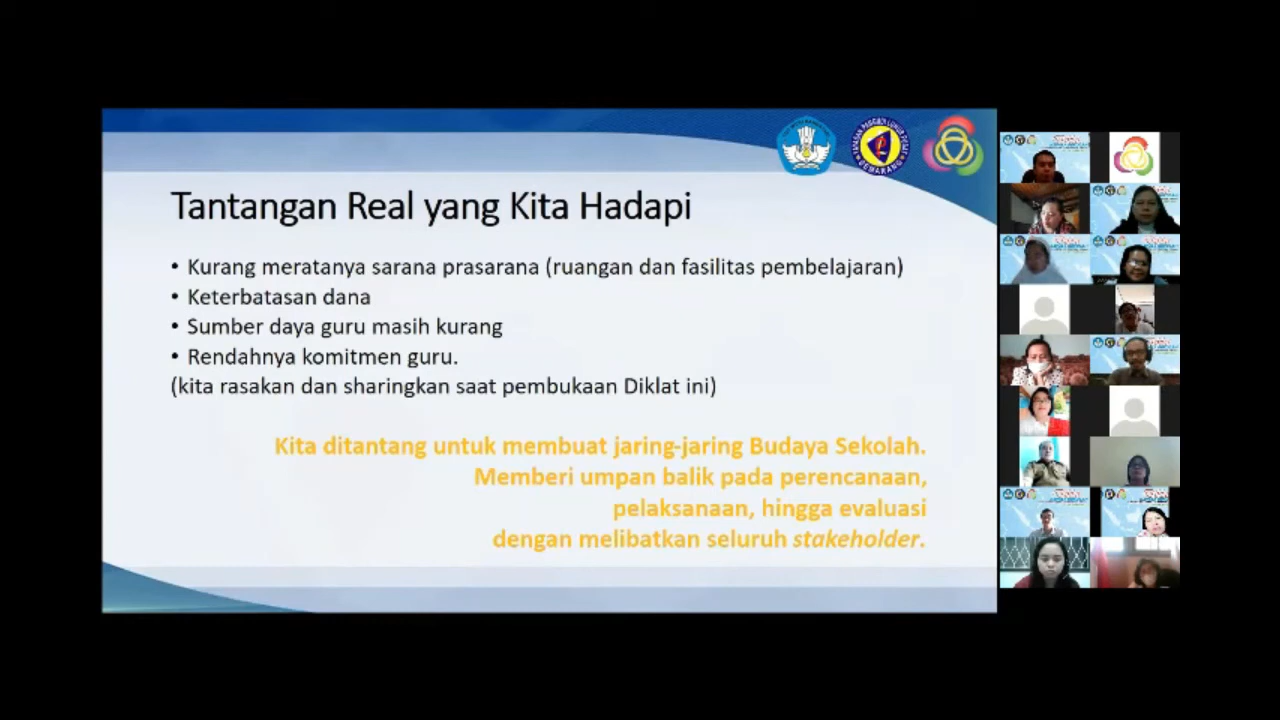 Tantangan Real yang Kita Hadapi
• Kurang meratanya sarana prasarana (ruangan dan fasilitas pembelajaran)
• Keterbatasan dana
• Sumber daya guru masih kurang
• Rendahnya komitmen guru.
(kita rasakan dan sharingkan saat pembukaan Diklat ini)
Kita ditantang untuk membuat jaring-jaring Budaya Sekolah.
Memberi umpan balik pada perencanaan,
pelaksanaan, hingga evaluasi
dengan melibatkan seluruh stakeholder.